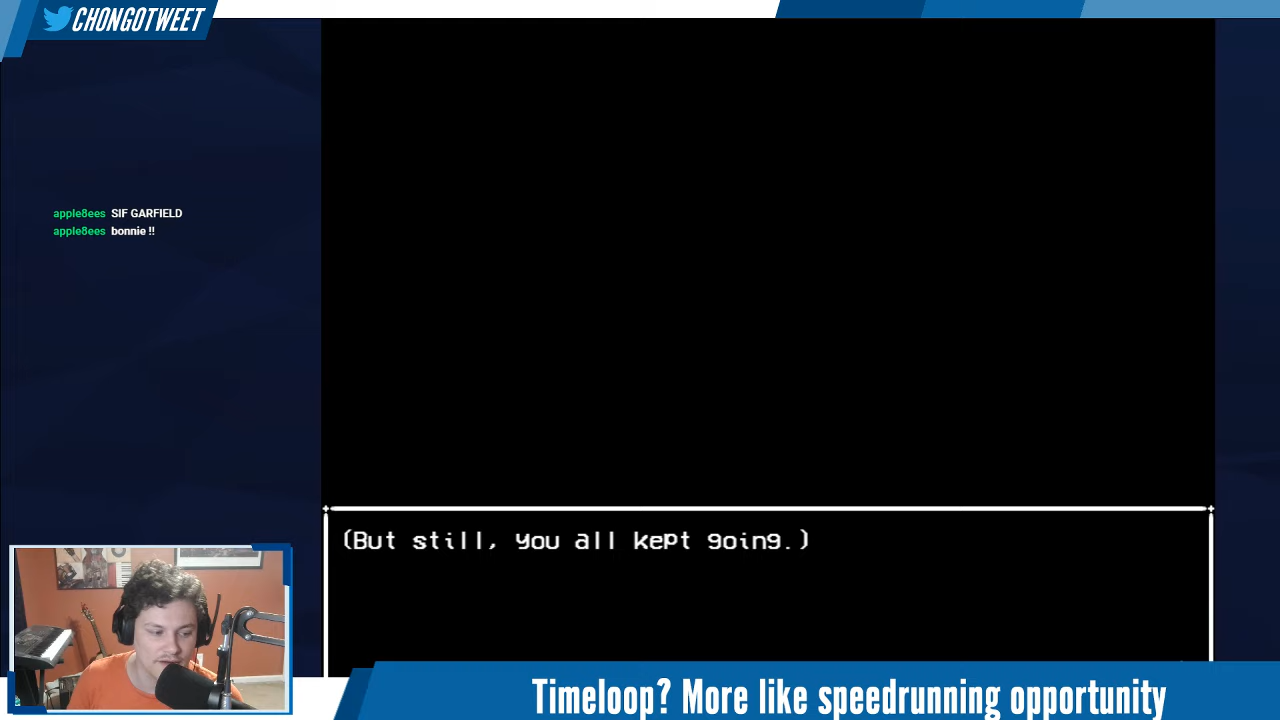 CHONGOTWEET
apple8ees SIF GARFIELD
apple8ees bonnie !!
(But still, you all kept going.)
Timeloop? More like speedrunning opportunity